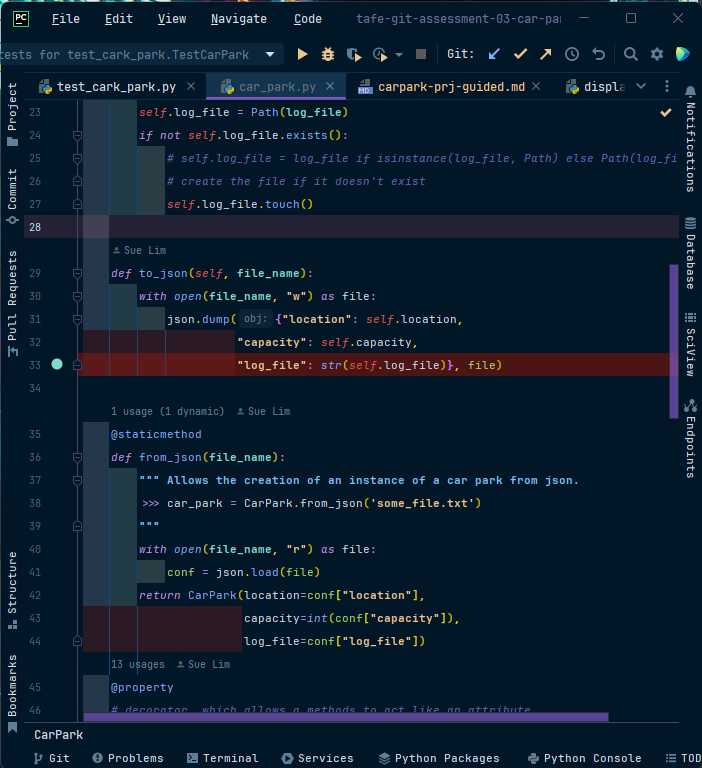 PC File Edit View Navigate Code tafe-git-assessment-03-car-par
tests for test_cark_park.TestCarPark Git:
test_cark_park.py car_park.py carpark-prj-guided.md displa
23 self.log_file = Path(log_file)
24 if not self.log_file.exists():
25 # self.log_file = log_file if isinstance(log_file, Path) else Path(log_fi
26 # create the file if it doesn't exist
27 self.log_file.touch()
28
Sue Lim
29 def to_json(self, file_name):
30 with open(file_name, "w") as file:
31 json.dump( obj: {"location": self.location,
32 "capacity": self.capacity,
33 "log_file": str(self.log_file)}, file)
34
1 usage (1 dynamic) Sue Lim
35 @staticmethod
36 def from_json(file_name):
37 """ Allows the creation of an instance of a car park from json.
38 >>> car_park = CarPark.from_json('some_file.txt')
39 """
40 with open(file_name, "r") as file:
41 conf = json.load(file)
42 return CarPark(location=conf["location"],
43 capacity=int(conf["capacity"]),
44 log_file=conf["log_file"])
13 usages Sue Lim
45 @property
46 # decorator, which allows a methods to act like an attribute
CarPark
Git Problems Terminal Services Python Packages Python Console TOD
Project
Commit
Pull Requests
Structure
Bookmarks
Notifications
Database
SciView
Endpoints